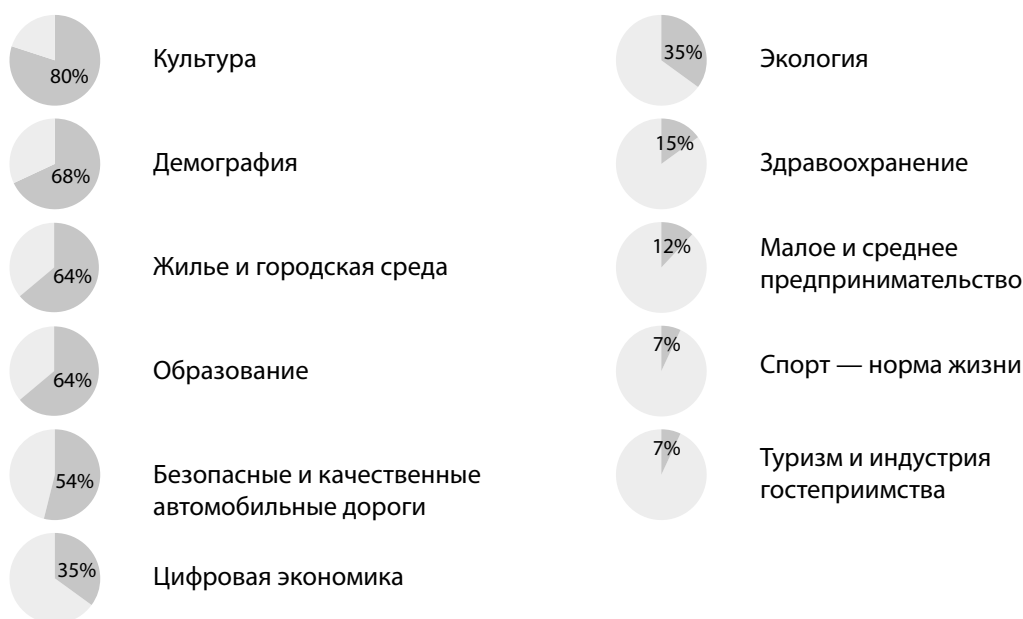 80%
Культура
68%
Демография
64%
Жилье и городская среда
64%
Образование
54%
Безопасные и качественные
автомобильные дороги
35%
Цифровая экономика
35%
Экология
15%
Здравоохранение
12%
Малое и среднее
предпринимательство
7%
Спорт — норма жизни
7%
Туризм и индустрия
гостеприимства